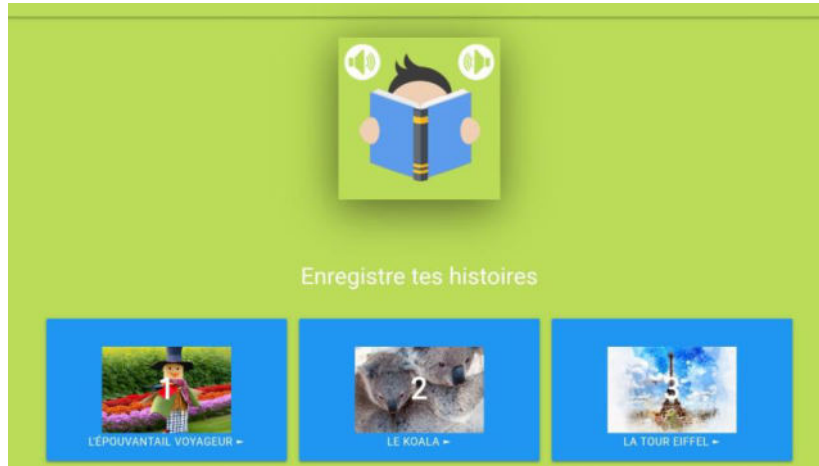 Enregistre tes histoires
1
2
3
L'ÉPOUVANTAIL VOYAGEUR ►
LE KOALA ►
LA TOUR EIFFEL ►